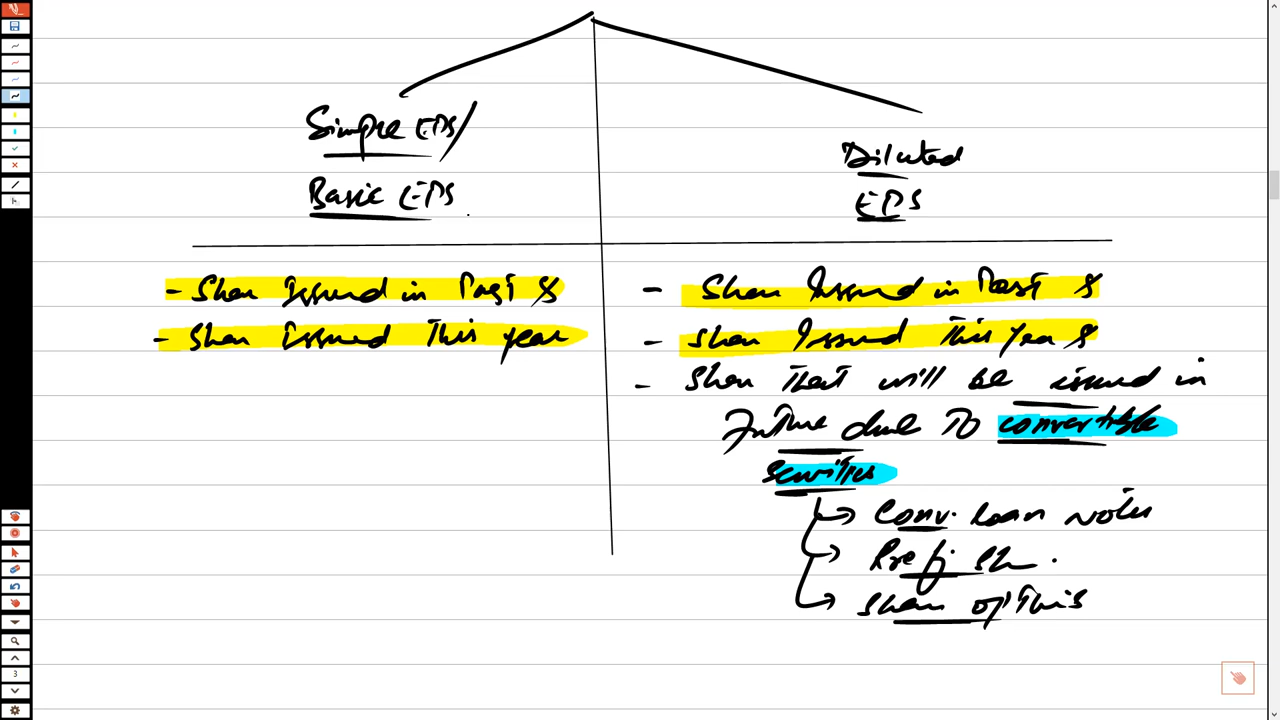 Simple EPS/
Basic EPS
Diluted
EPS
- Share Issued in Past &
- Share Issued This year
- Share Issued in Past &
- Share Issued This Year &
- Share That will be issued in
Future due To convertible
Securities
→ Conv. Loan Notes
→ Pref. Sh.
→ Share options
3